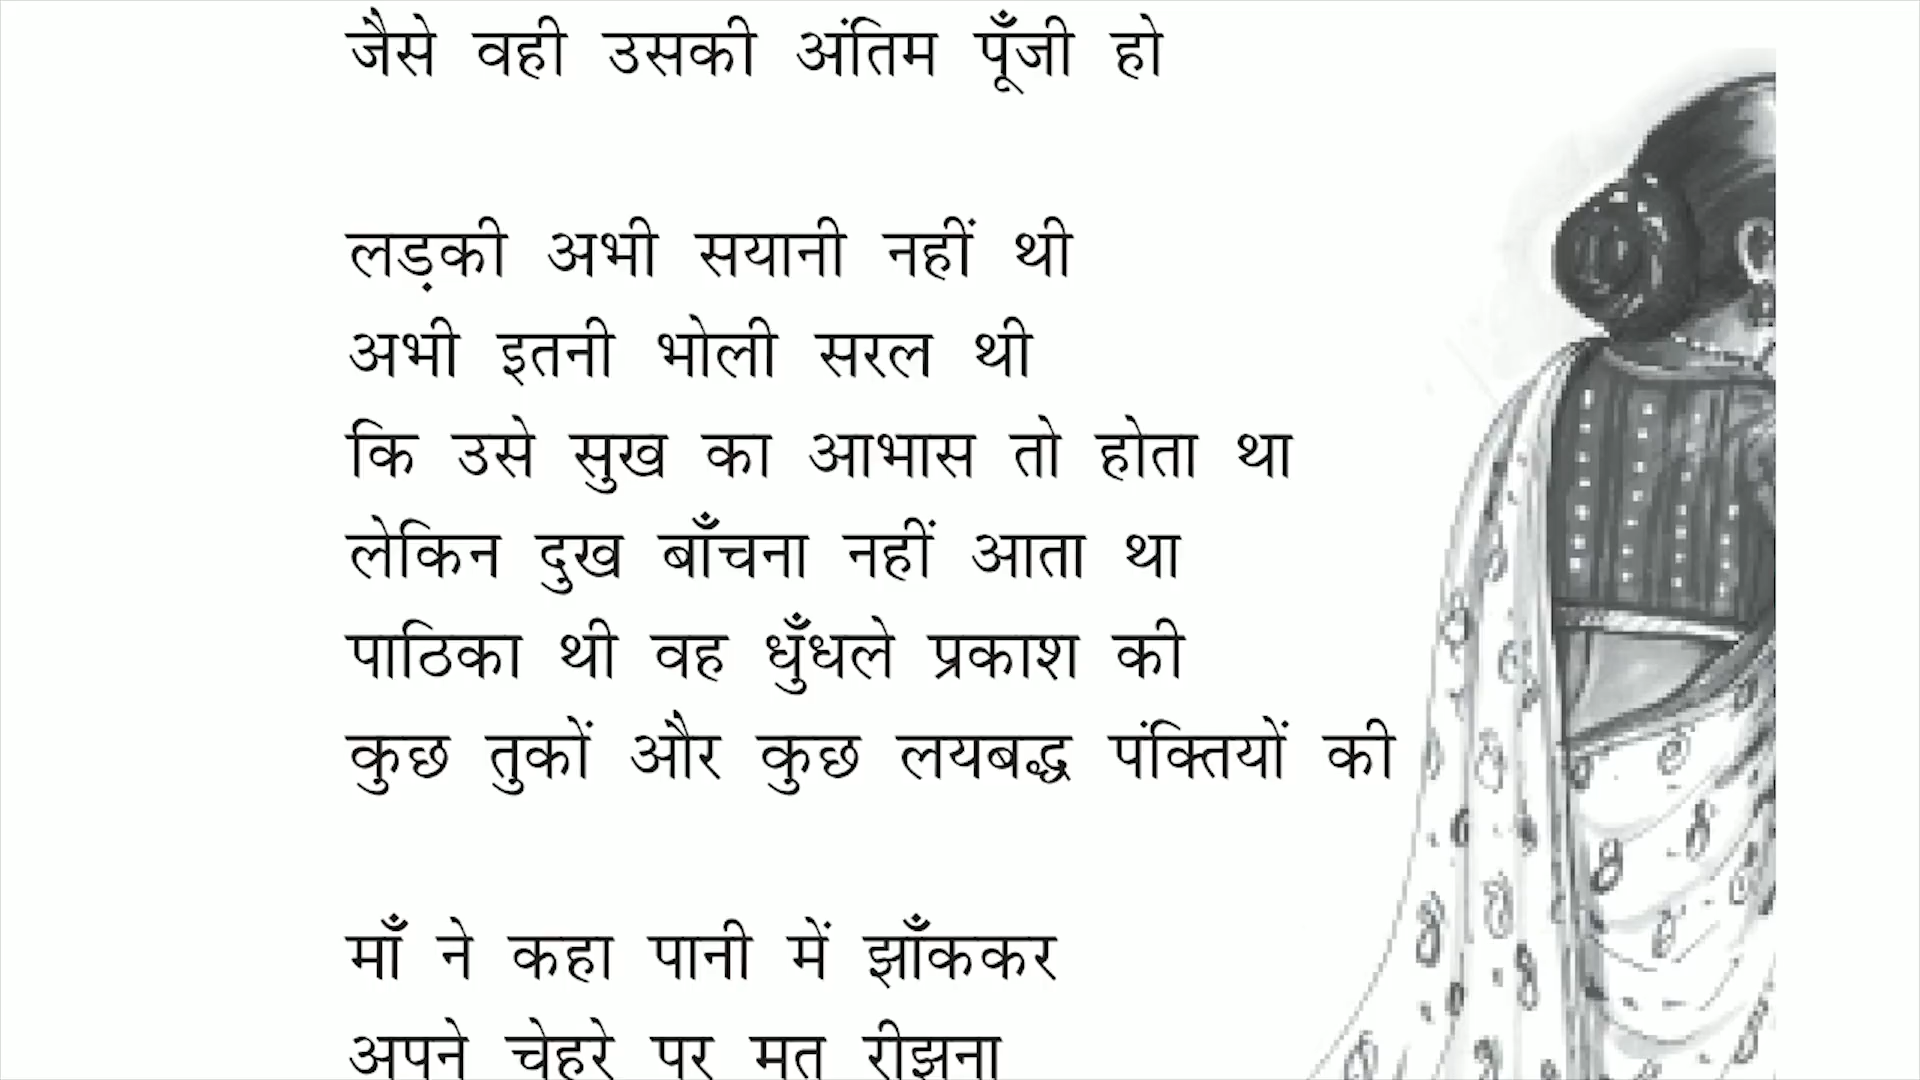 जैसे वही उसकी अंतिम पूँजी हो
लड़की अभी सयानी नहीं थी
अभी इतनी भोली सरल थी
कि उसे सुख का आभास तो होता था
लेकिन दुख बाँचना नहीं आता था
पाठिका थी वह धुँधले प्रकाश की
कुछ तुकों और कुछ लयबद्ध पंक्तियों की
माँ ने कहा पानी में झाँककर
अपने चेहरे पर मत रीझना